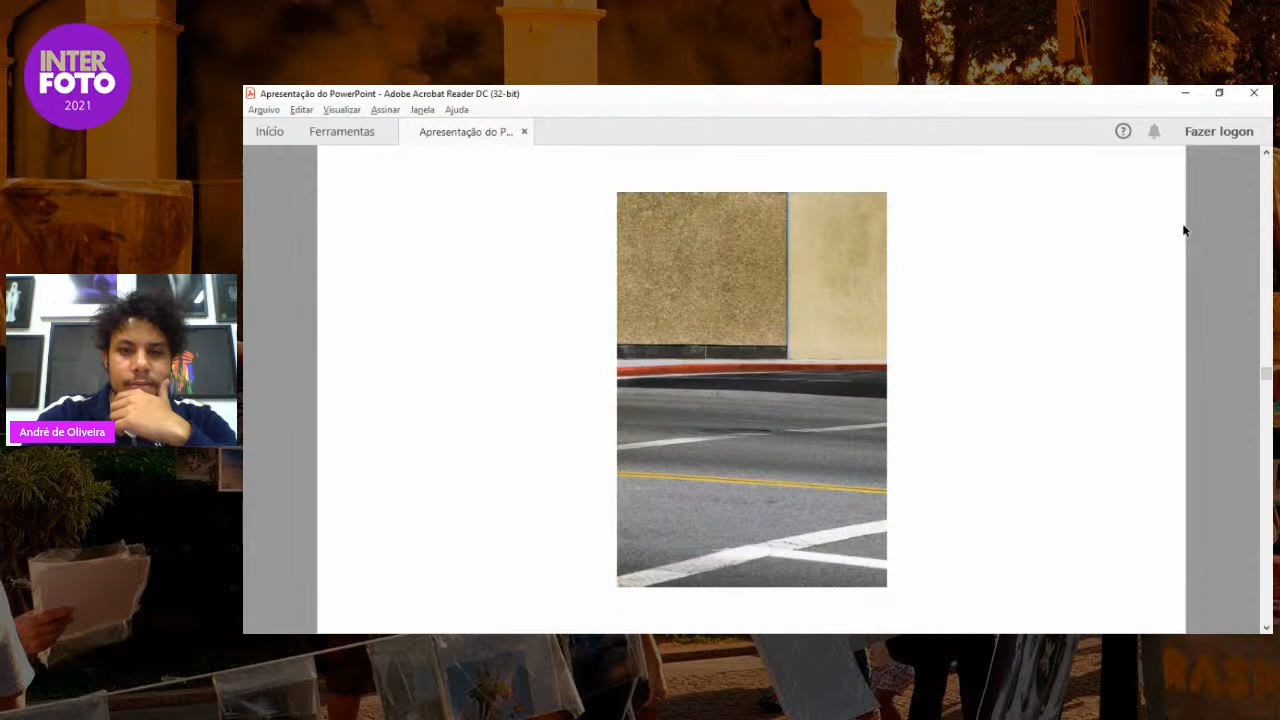 INTER
FOTO
2021
Apresentação do PowerPoint - Adobe Acrobat Reader DC (32-bit)
Arquivo Editar Visualizar Assinar Janela Ajuda
Início Ferramentas Apresentação do P... × Fazer logon
André de Oliveira